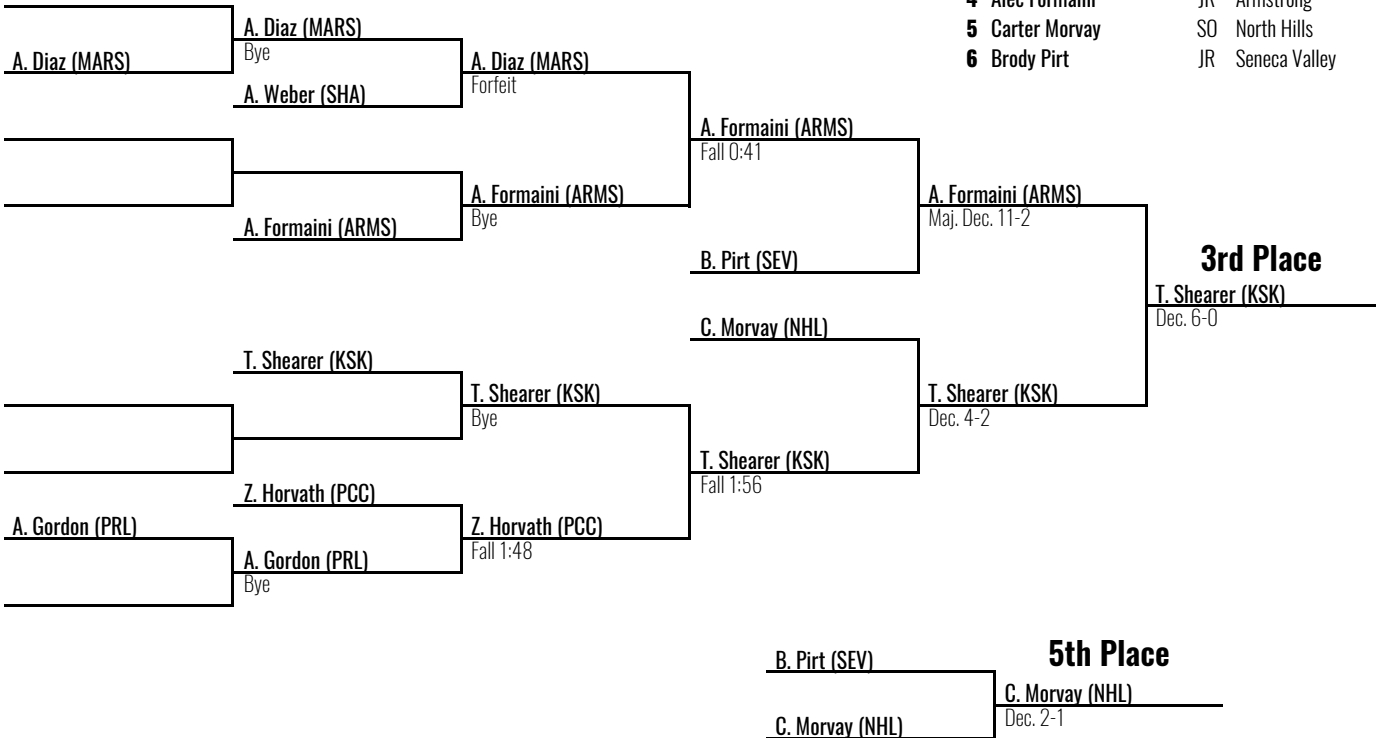 4 Alec Formaini JR Armstrong
A. Diaz (MARS)
5 Carter Morvay SO North Hills
Bye
A. Diaz (MARS)
A. Diaz (MARS)
6 Brody Pirt JR Seneca Valley
Forfeit
A. Weber (SHA)
A. Formaini (ARMS)
Fall 0:41
A. Formaini (ARMS)
Bye
A. Formaini (ARMS)
Maj. Dec. 11-2
A. Formaini (ARMS)
B. Pirt (SEV)
3rd Place
T. Shearer (KSK)
Dec. 6-0
C. Morvay (NHL)
T. Shearer (KSK)
T. Shearer (KSK)
Bye
T. Shearer (KSK)
Dec. 4-2
T. Shearer (KSK)
Fall 1:56
Z. Horvath (PCC)
A. Gordon (PRL)
Z. Horvath (PCC)
Fall 1:48
A. Gordon (PRL)
Bye
5th Place
B. Pirt (SEV)
C. Morvay (NHL)
Dec. 2-1
C. Morvay (NHL)